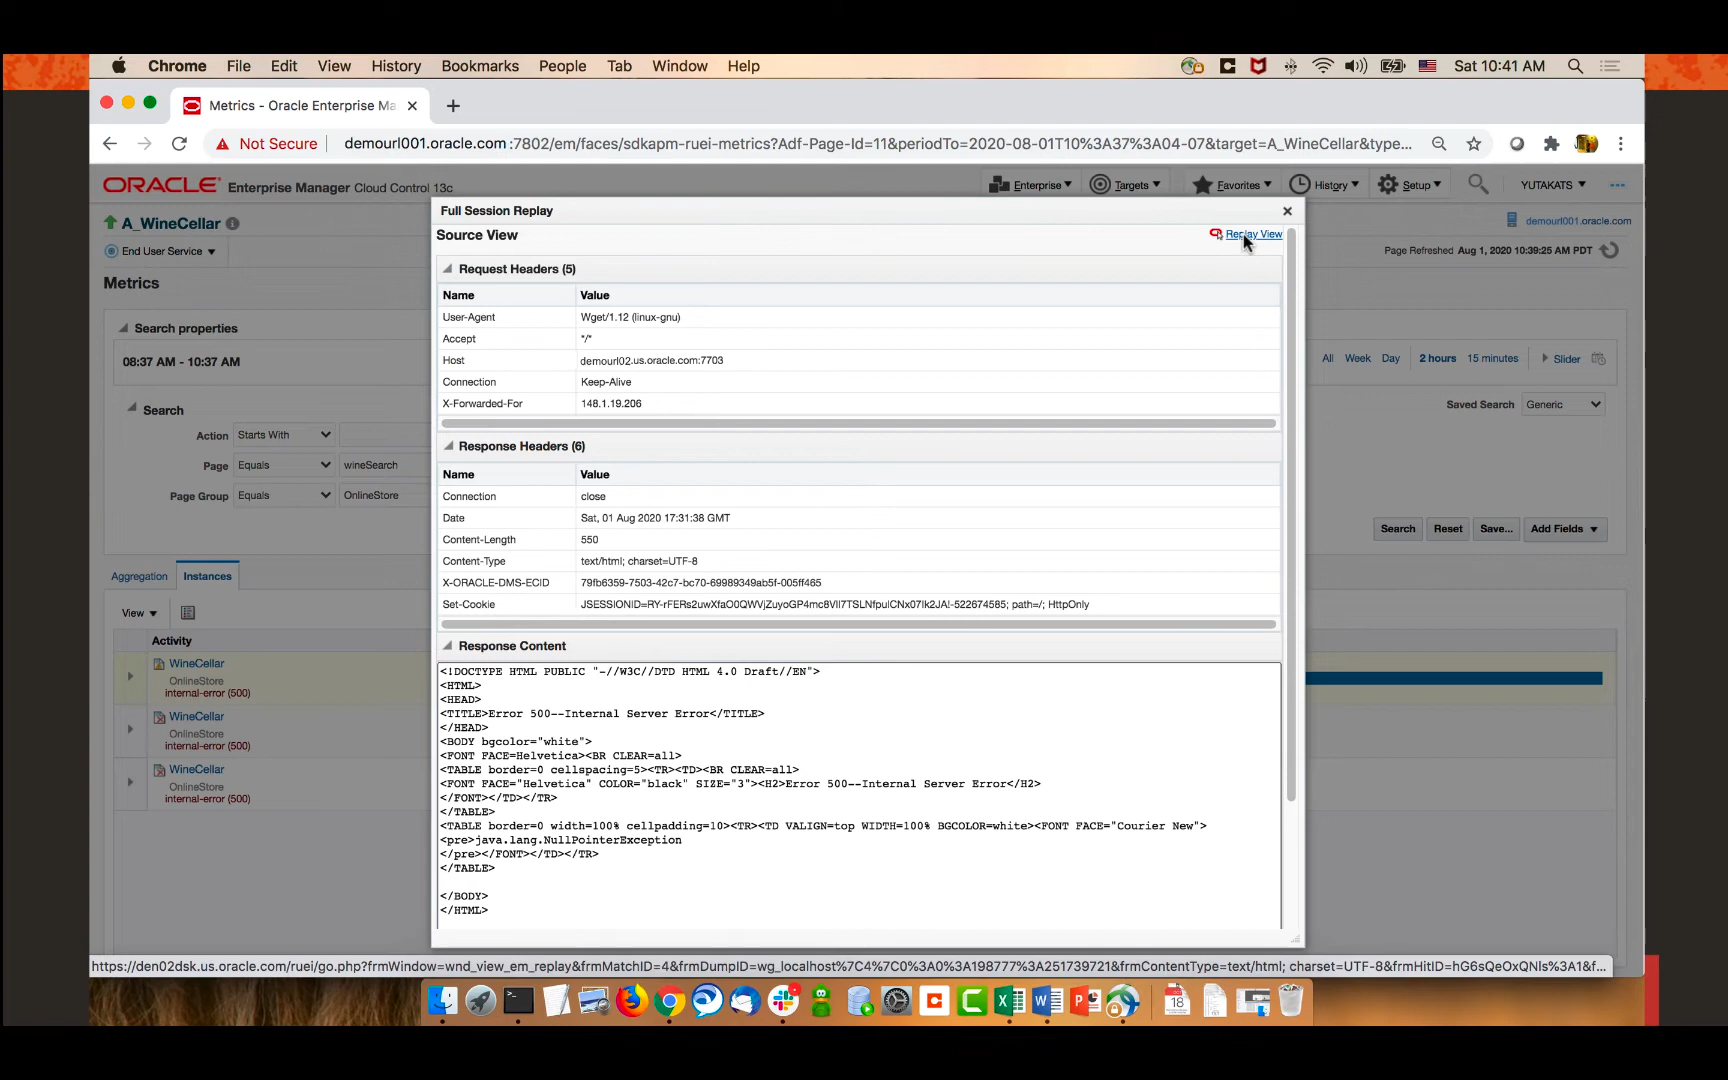 Chrome File Edit View History Bookmarks People Tab Window Help Sat 10:41 AM
Metrics - Oracle Enterprise Ma
Not Secure demourl001.oracle.com:7802/em/faces/sdkapm-ruei-metrics?Adf-Page-Id=11&periodTo=2020-08-01T10%3A37%3A04-07&target=A_WineCellar&type...
ORACLE Enterprise Manager Cloud Control 13c Enterprise Targets Favorites History Setup YUTAKATS
A_WineCellar demourl001.oracle.com
End User Service Page Refreshed Aug 1, 2020 10:39:25 AM PDT
Metrics
Search properties
08:37 AM - 10:37 AM All Week Day 2 hours 15 minutes Slider
Search Saved Search Generic
Action Starts With
Page Equals wineSearch
Page Group Equals OnlineStore
Search Reset Save... Add Fields
Aggregation Instances
View
Activity
WineCellar
OnlineStore
internal-error (500)
WineCellar
OnlineStore
internal-error (500)
WineCellar
OnlineStore
internal-error (500)
Full Session Replay
Source View Replay View
Request Headers (5)
Name Value
User-Agent Wget/1.12 (linux-gnu)
Accept */*
Host demourl02.us.oracle.com:7703
Connection Keep-Alive
X-Forwarded-For 148.1.19.206
Response Headers (6)
Name Value
Connection close
Date Sat, 01 Aug 2020 17:31:38 GMT
Content-Length 550
Content-Type text/html; charset=UTF-8
X-ORACLE-DMS-ECID 79fb6359-7503-42c7-bc70-69989349ab5f-005ff465
Set-Cookie path=/; HttpOnly
Response Content
<!DOCTYPE HTML PUBLIC "-//W3C//DTD HTML 4.0 Draft//EN">
<HTML>
<HEAD>
<TITLE>Error 500--Internal Server Error</TITLE>
</HEAD>
<BODY bgcolor="white">
<FONT FACE=Helvetica><BR CLEAR=all>
<TABLE border=0 cellspacing=5><TR><TD><BR CLEAR=all>
<FONT FACE="Helvetica" COLOR="black" SIZE="3"><H2>Error 500--Internal Server Error</H2>
</FONT></TD></TR>
</TABLE>
<TABLE border=0 width=100% cellpadding=10><TR><TD VALIGN=top WIDTH=100% BGCOLOR=white><FONT FACE="Courier New">
<pre>java.lang.NullPointerException
</pre></FONT></TD></TR>
</TABLE>
</BODY>
</HTML>
https://den02dsk.us.oracle.com/ruei/go.php?frmWindow=wnd_view_em_replay&frmMatchID=4&frmDumpID=wg_localhost%7C4%7C0%3A0%3A198777%3A251739721&frmContentType=text/html; charset=UTF-8&frmHitID=hG6sQeOxQNls%3A1&f...
18